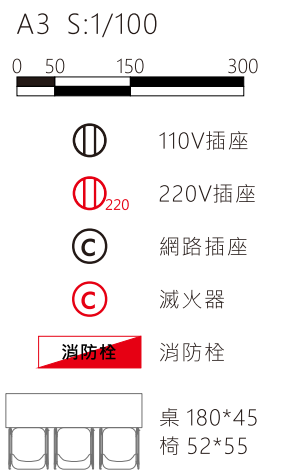 A3 S:1/100
0 50 150 300
110V插座
220 220V插座
C 網路插座
C 滅火器
消防栓 消防栓
桌 180*45
椅 52*55